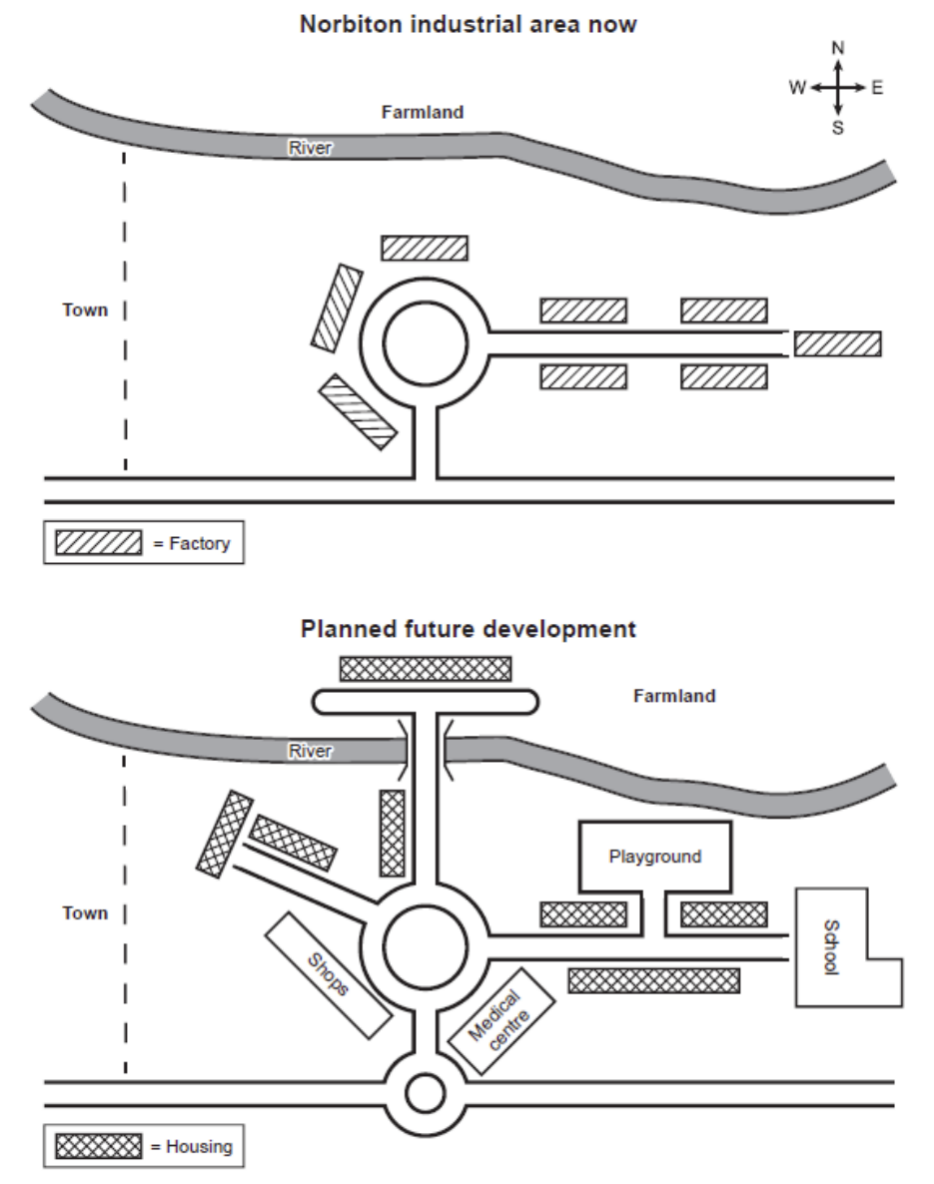 Norbiton industrial area now
N
W E
S
Farmland
River
Town
= Factory
Planned future development
Farmland
River
Playground
Town
School
Shops
Medical
centre
= Housing